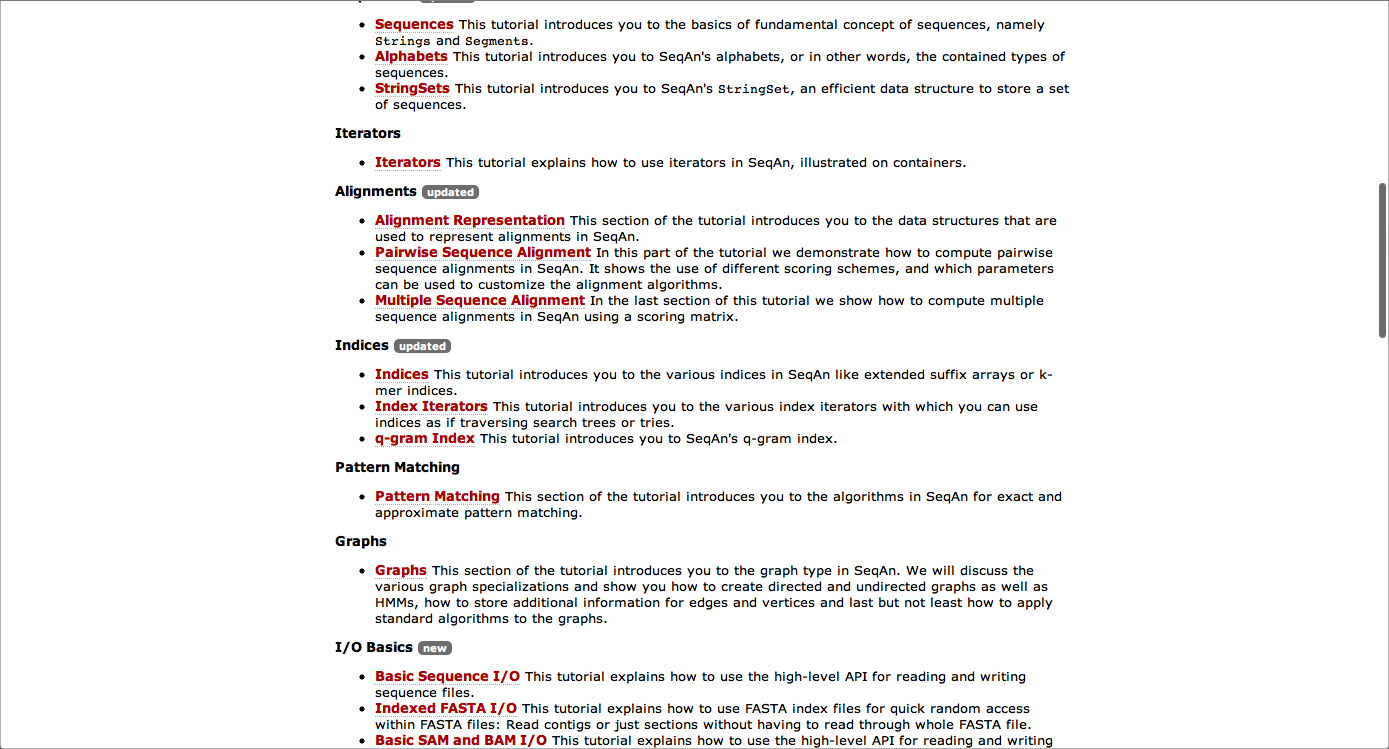 Sequences This tutorial introduces you to the basics of fundamental concept of sequences, namely
Strings and Segments.
Alphabets This tutorial introduces you to SeqAn's alphabets, or in other words, the contained types of
sequences.
StringSets This tutorial introduces you to SeqAn's StringSet, an efficient data structure to store a set
of sequences.
Iterators
Iterators This tutorial explains how to use iterators in SeqAn, illustrated on containers.
Alignments updated
Alignment Representation This section of the tutorial introduces you to the data structures that are
used to represent alignments in SeqAn.
Pairwise Sequence Alignment In this part of the tutorial we demonstrate how to compute pairwise
sequence alignments in SeqAn. It shows the use of different scoring schemes, and which parameters
can be used to customize the alignment algorithms.
Multiple Sequence Alignment In the last section of this tutorial we show how to compute multiple
sequence alignments in SeqAn using a scoring matrix.
Indices updated
Indices This tutorial introduces you to the various indices in SeqAn like extended suffix arrays or k-
mer indices.
Index Iterators This tutorial introduces you to the various index iterators with which you can use
indices as if traversing search trees or tries.
q-gram Index This tutorial introduces you to SeqAn's q-gram index.
Pattern Matching
Pattern Matching This section of the tutorial introduces you to the algorithms in SeqAn for exact and
approximate pattern matching.
Graphs
Graphs This section of the tutorial introduces you to the graph type in SeqAn. We will discuss the
various graph specializations and show you how to create directed and undirected graphs as well as
HMMs, how to store additional information for edges and vertices and last but not least how to apply
standard algorithms to the graphs.
I/O Basics new
Basic Sequence I/O This tutorial explains how to use the high-level API for reading and writing
sequence files.
Indexed FASTA I/O This tutorial explains how to use FASTA index files for quick random access
within FASTA files: Read contigs or just sections without having to read through whole FASTA file.
Basic SAM and BAM I/O This tutorial explains how to use the high-level API for reading and writing